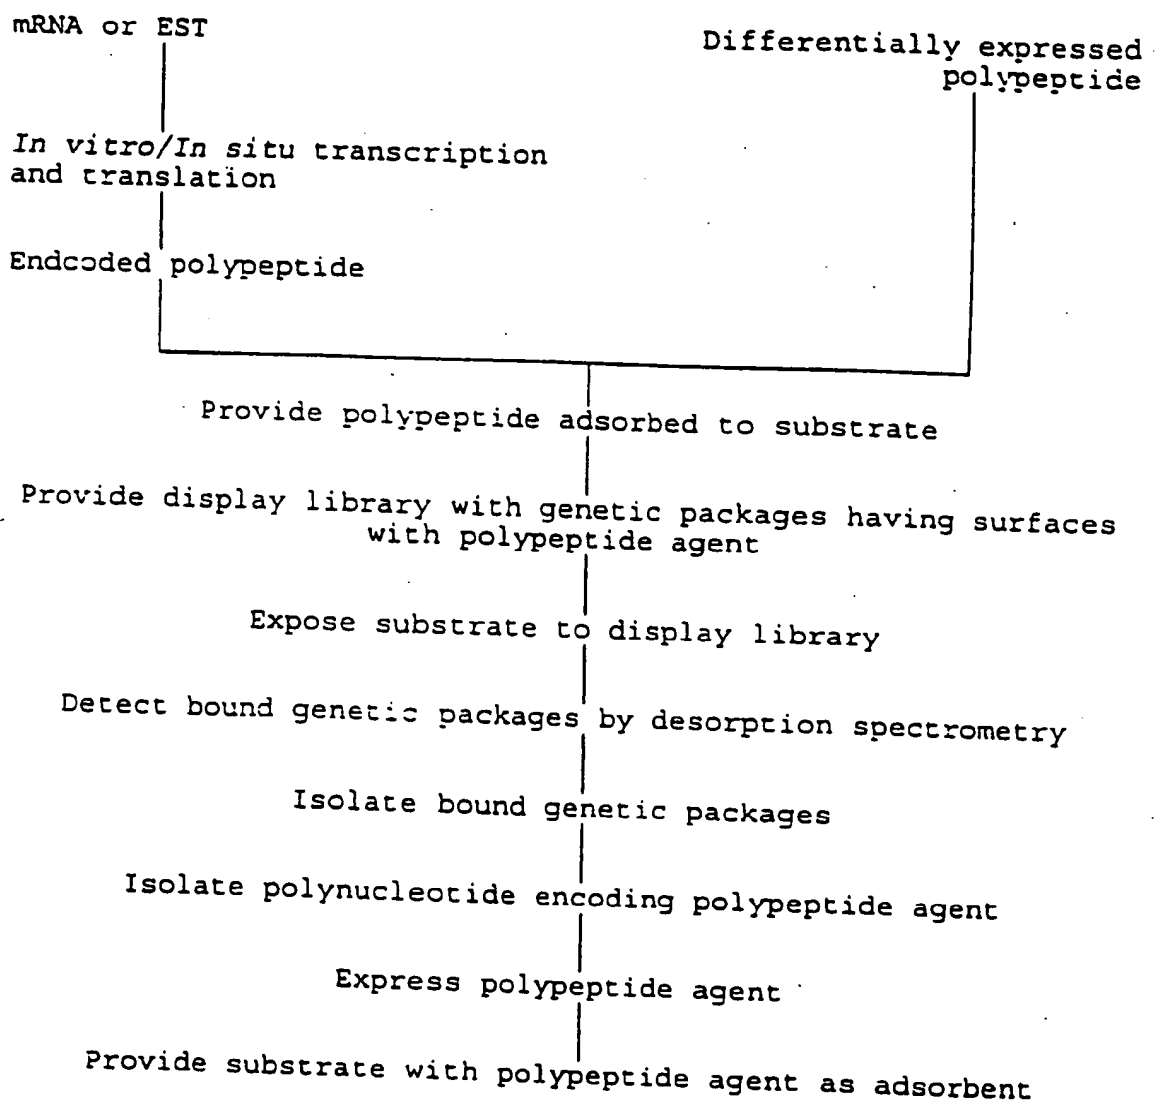 mRNA or EST
Differentially expressed
polypeptide
In vitro/In situ transcription
and translation
Endcoded polypeptide
Provide polypeptide adsorbed to substrate
Provide display library with genetic packages having surfaces
with polypeptide agent
Expose substrate to display library
Detect bound genetic packages by desorption spectrometry
Isolate bound genetic packages
Isolate polynucleotide encoding polypeptide agent
Express polypeptide agent
Provide substrate with polypeptide agent as adsorbent